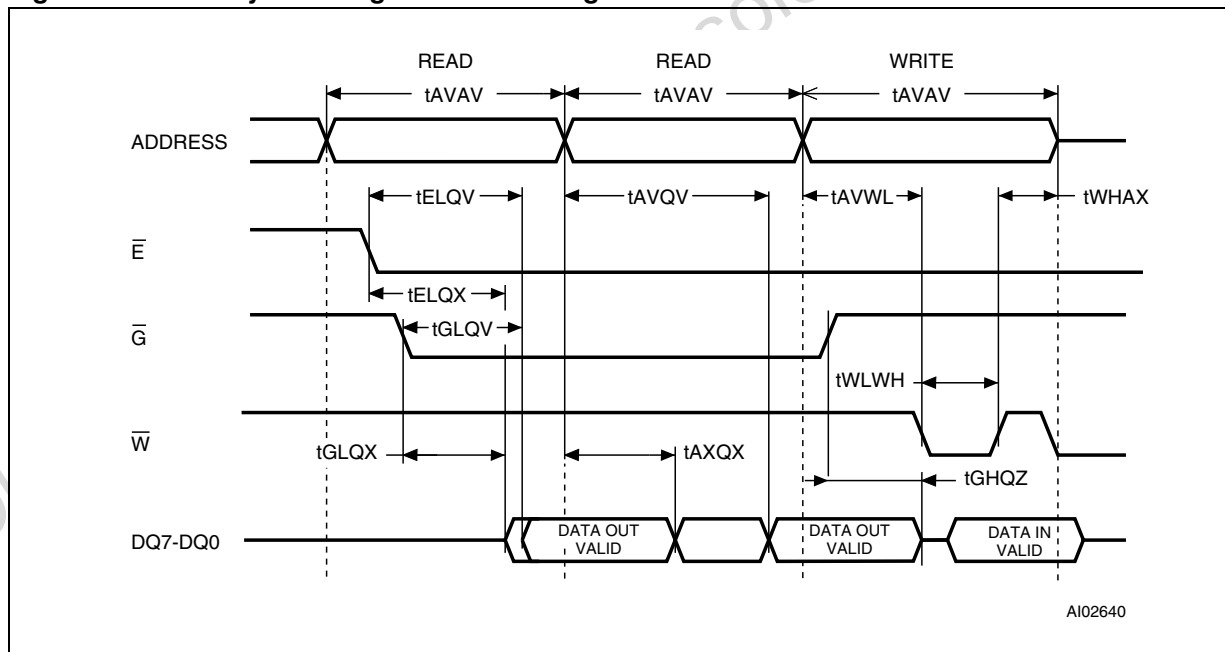 READ READ WRITE
tAVAV tAVAV tAVAV
ADDRESS
tELQV tAVQV tAVWL tWHAX
E
tELQX
G tGLQV
tWLWH
W
tGLQX tAXQX
tGHQZ
DQ7-DQ0 DATA OUT VALID DATA OUT VALID DATA IN VALID
AI02640